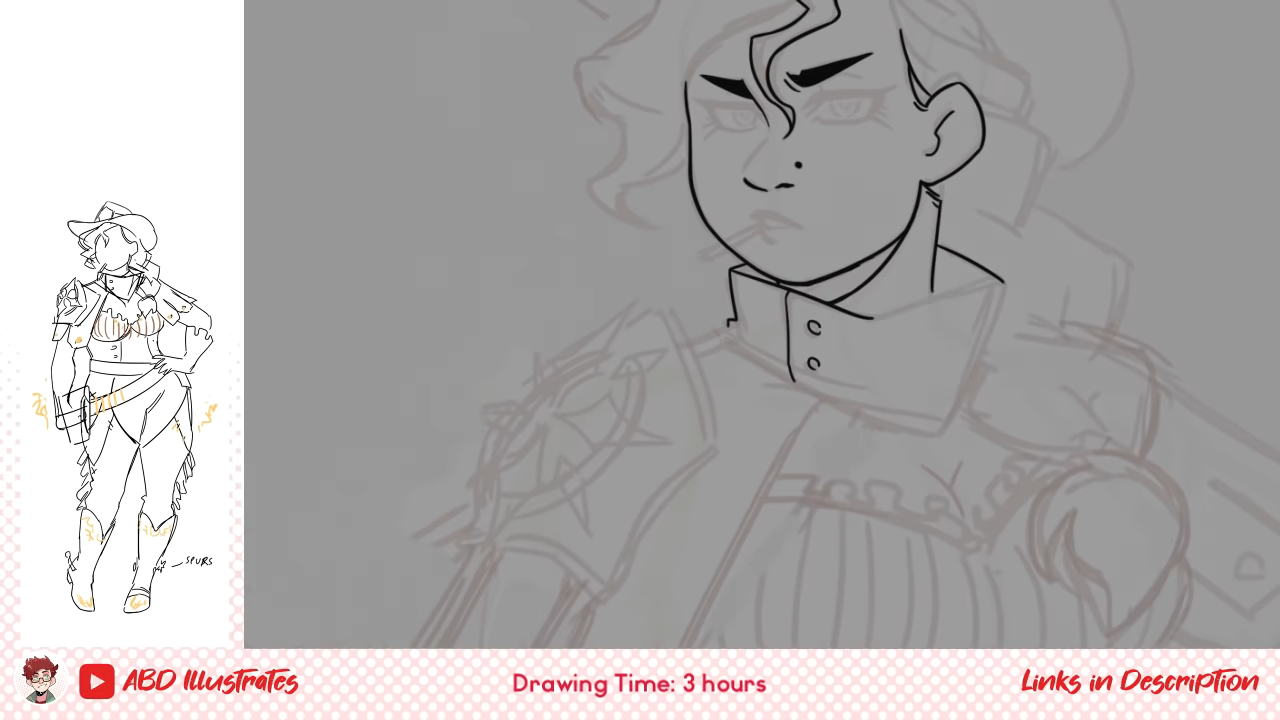 SPURS
ABD Illustrates
Drawing Time: 3 hours
Links in Description